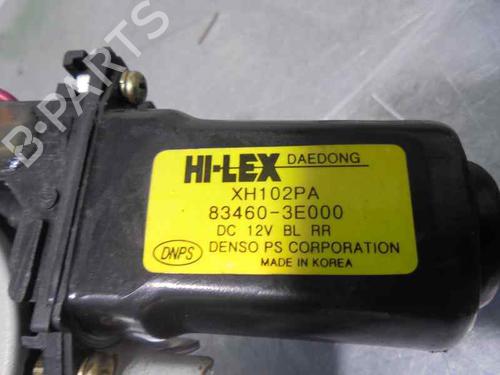 B-PARTS
HI-LEX DAEDONG
XH102PA
83460-3E000
DC 12V BL RR
DNPS DENSO PS CORPORATION
MADE IN KOREA